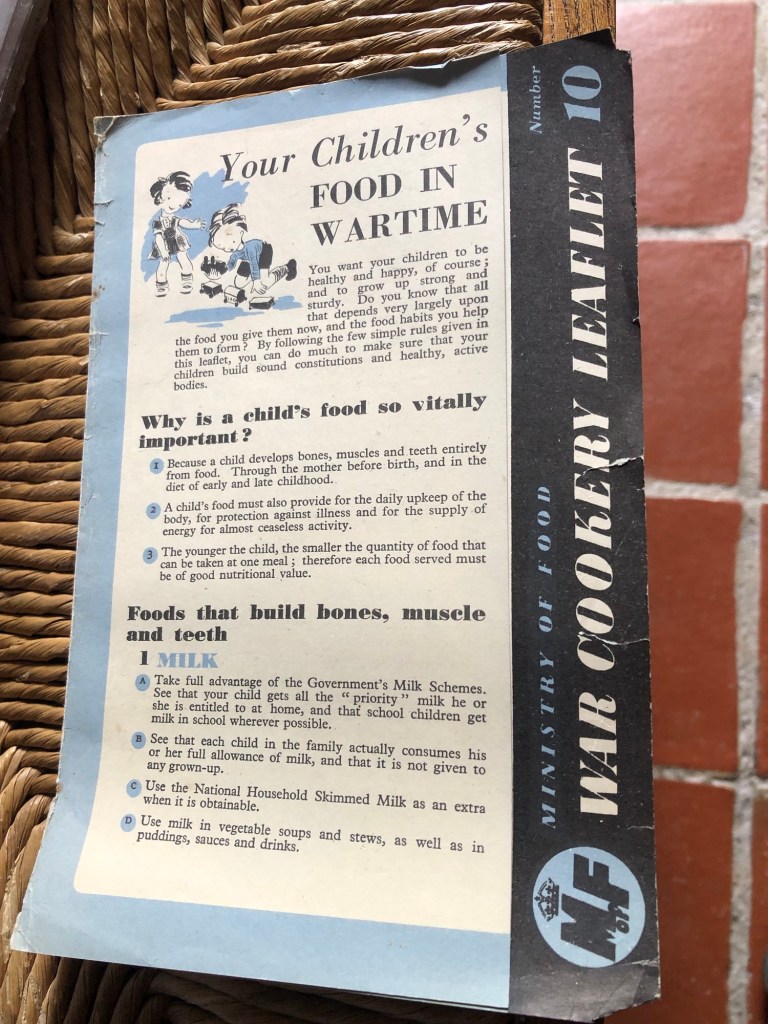 Your Children's
FOOD IN
WARTIME
You want your children to be
healthy and happy, of course ;
and to grow up strong and
sturdy. Do you know that all
that depends very largely upon
the food you give them now, and the food habits you help
them to form ? By following the few simple rules given in
this leaflet, you can do much to make sure that your
children build sound constitutions and healthy, active
bodies.
Why is a child's food so vitally
important ?
1 Because a child develops bones, muscles and teeth entirely
from food. Through the mother before birth, and in the
diet of early and late childhood.
2 A child's food must also provide for the daily upkeep of the
body, for protection against illness and for the supply of
energy for almost ceaseless activity.
3 The younger the child, the smaller the quantity of food that
can be taken at one meal ; therefore each food served must
be of good nutritional value.
Foods that build bones, muscle
and teeth
1 MILK
A Take full advantage of the Government's Milk Schemes.
See that your child gets all the " priority " milk he or
she is entitled to at home, and that school children get
milk in school wherever possible.
B See that each child in the family actually consumes his
or her full allowance of milk, and that it is not given to
any grown-up.
C Use the National Household Skimmed Milk as an extra
when it is obtainable.
D Use milk in vegetable soups and stews, as well as in
puddings, sauces and drinks.
MINISTRY OF FOOD
WAR COOKERY LEAFLET
Number
10
M OF F